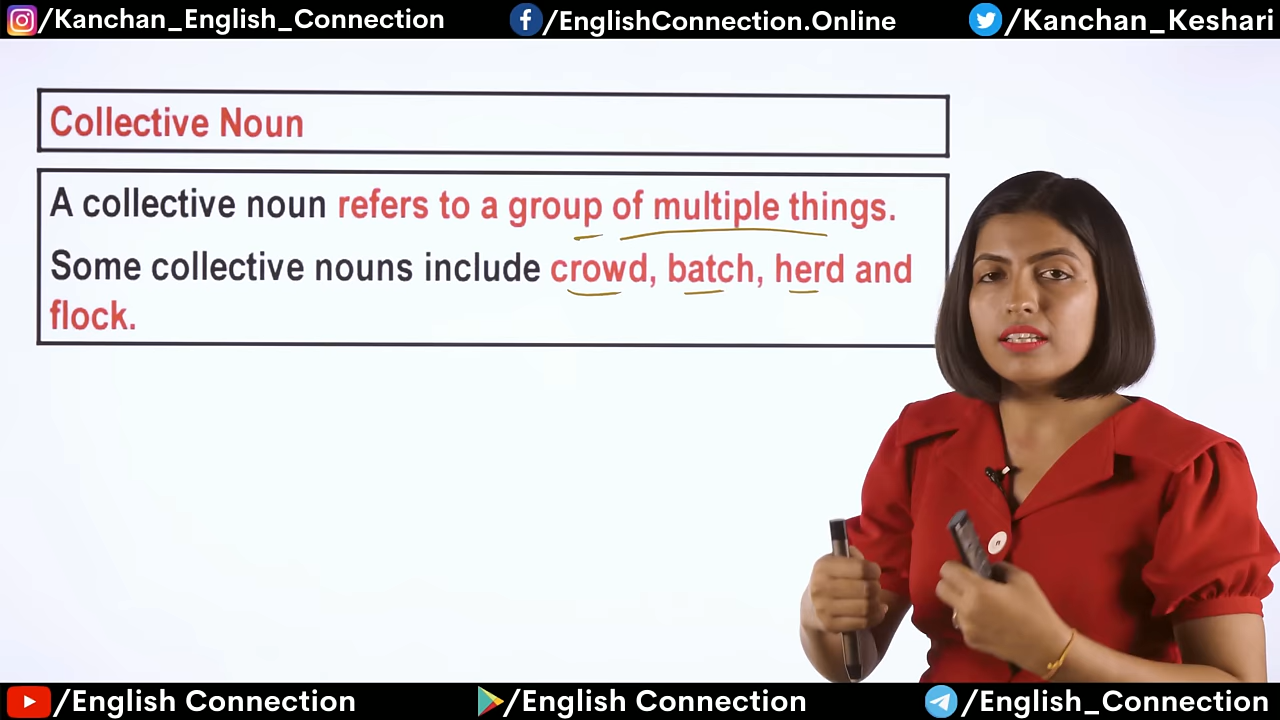 /Kanchan_English_Connection
/EnglishConnection.Online
/Kanchan_Keshari
Collective Noun
A collective noun refers to a group of multiple things.
Some collective nouns include crowd, batch, herd and
flock.
/English Connection
/English Connection
/English_Connection